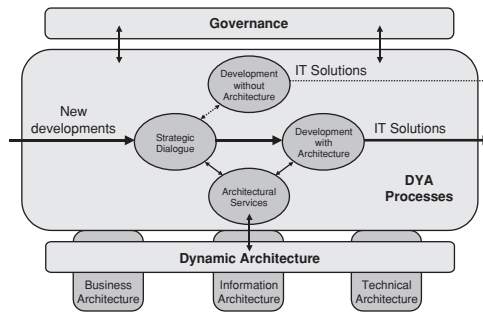 Governance
Development
without
Architecture
IT Solutions
New
developments
Strategic
Dialogue
Development
with
Architecture
IT Solutions
Architectural
Services
DYA
Processes
Dynamic Architecture
Business
Architecture
Information
Architecture
Technical
Architecture